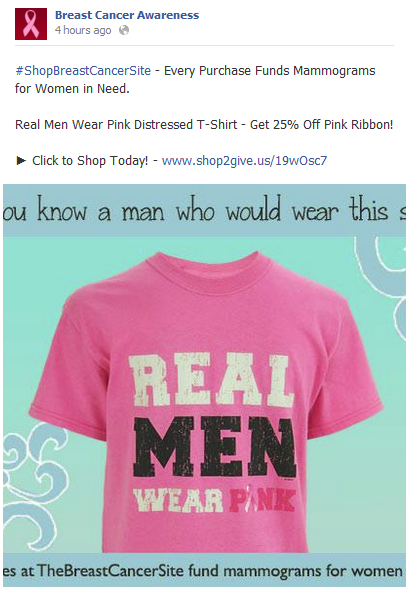 Breast Cancer Awareness
4 hours ago
#ShopBreastCancerSite - Every Purchase Funds Mammograms
for Women in Need.
Real Men Wear Pink Distressed T-Shirt - Get 25% Off Pink Ribbon!
► Click to Shop Today! - www.shop2give.us/19wOsc7
ou know a man who would wear this s
REAL
MEN
WEAR PINK
es at TheBreastCancerSite fund mammograms for women